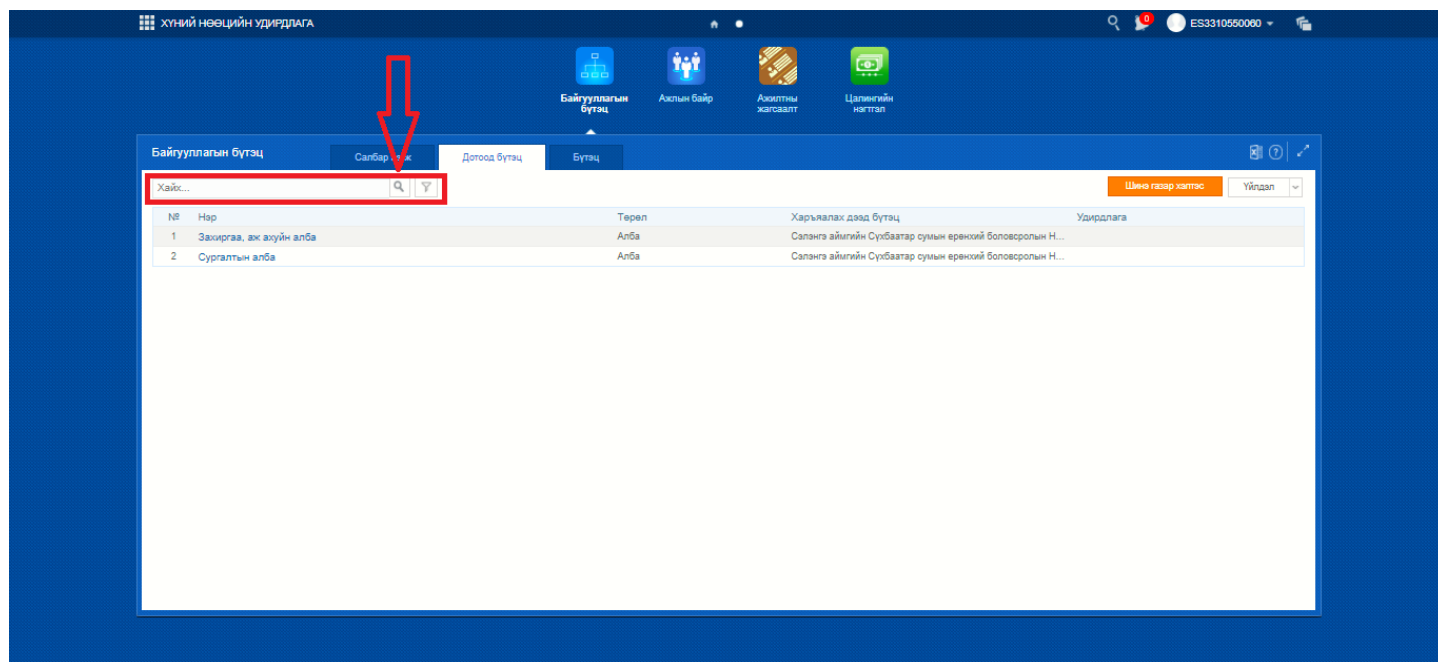 ХҮНИЙ НӨӨЦИЙН УДИРДЛАГА
0
ES3310550060
Байгууллагын бүтэц
Ажлын байр
Ажилтны жагсаалт
Цалингийн нэгтгэл
Байгууллагын бүтэц
Салбар
Дотоод бүтэц
Бүтэц
Хайх...
Шинэ газар хэлтэс
Үйлдэл
№ Нэр Төрөл Харъяалах дээд бүтэц Удирдлага
1 Захиргаа, аж ахуйн алба Алба Сэлэнгэ аймгийн Сүхбаатар сумын ерөнхий боловсролын Н...
2 Сургалтын алба Алба Сэлэнгэ аймгийн Сүхбаатар сумын ерөнхий боловсролын Н...